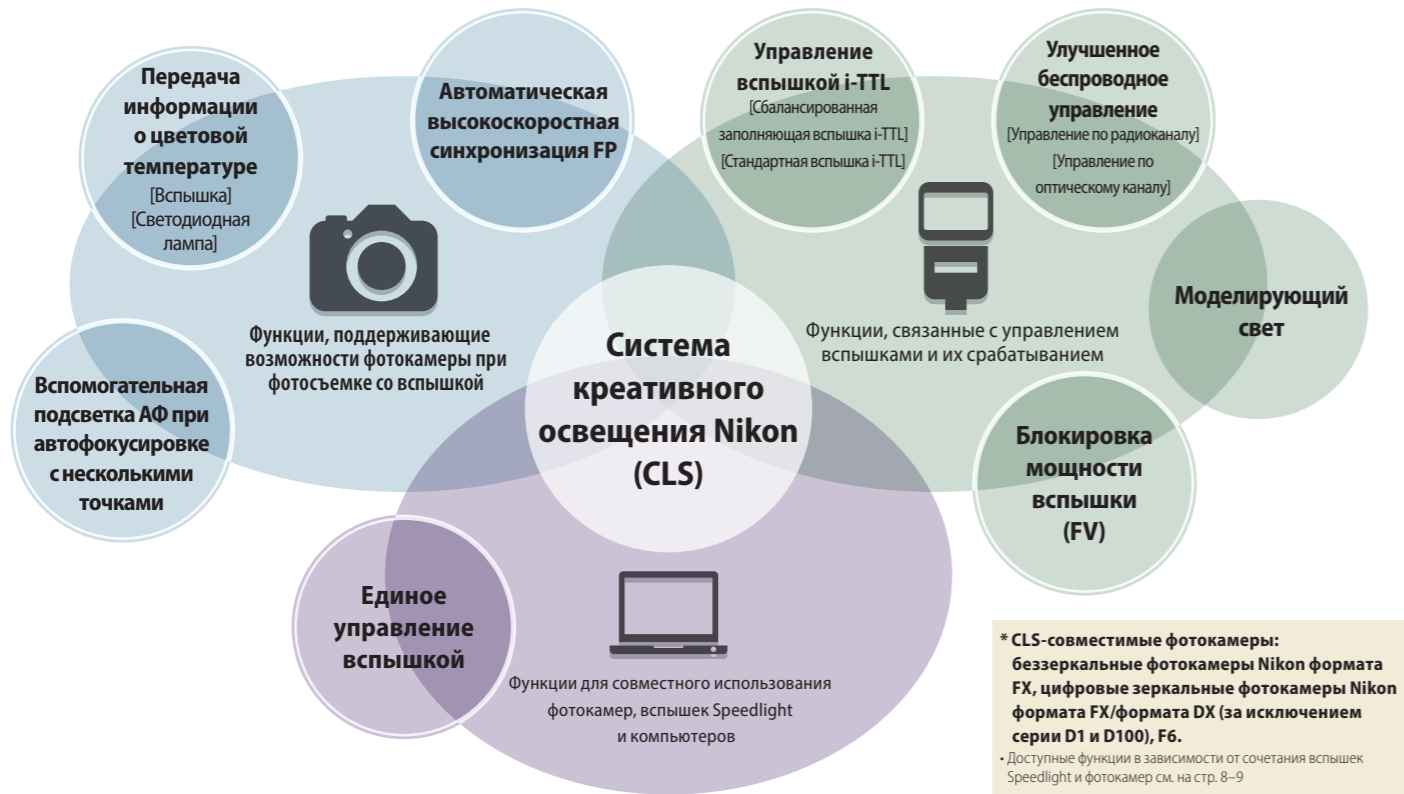 Передача
информации
о цветовой
температуре
[Вспышка]
[Светодиодная
лампа]
Автоматическая
высокоскоростная
синхронизация FP
Управление
вспышкой i-TTL
[Сбалансированная
заполняющая вспышка i-TTL]
[Стандартная вспышка i-TTL]
Улучшенное
беспроводное
управление
[Управление по радиоканалу]
[Управление по
оптическому каналу]
Функции, поддерживающие
возможности фотокамеры при
фотосъемке со вспышкой
Функции, связанные с управлением
вспышками и их срабатыванием
Моделирующий
свет
Вспомогательная
подсветка АФ при
автофокусировке
с несколькими
точками
Система
креативного
освещения Nikon
(CLS)
Блокировка
мощности
вспышки
(FV)
Единое
управление
вспышкой
Функции для совместного использования
фотокамер, вспышек Speedlight
и компьютеров
* CLS-совместимые фотокамеры:
беззеркальные фотокамеры Nikon формата
FX, цифровые зеркальные фотокамеры Nikon
формата FX/формата DX (за исключением
серии D1 и D100), F6.
• Доступные функции в зависимости от сочетания вспышек
Speedlight и фотокамер см. на стр. 8–9